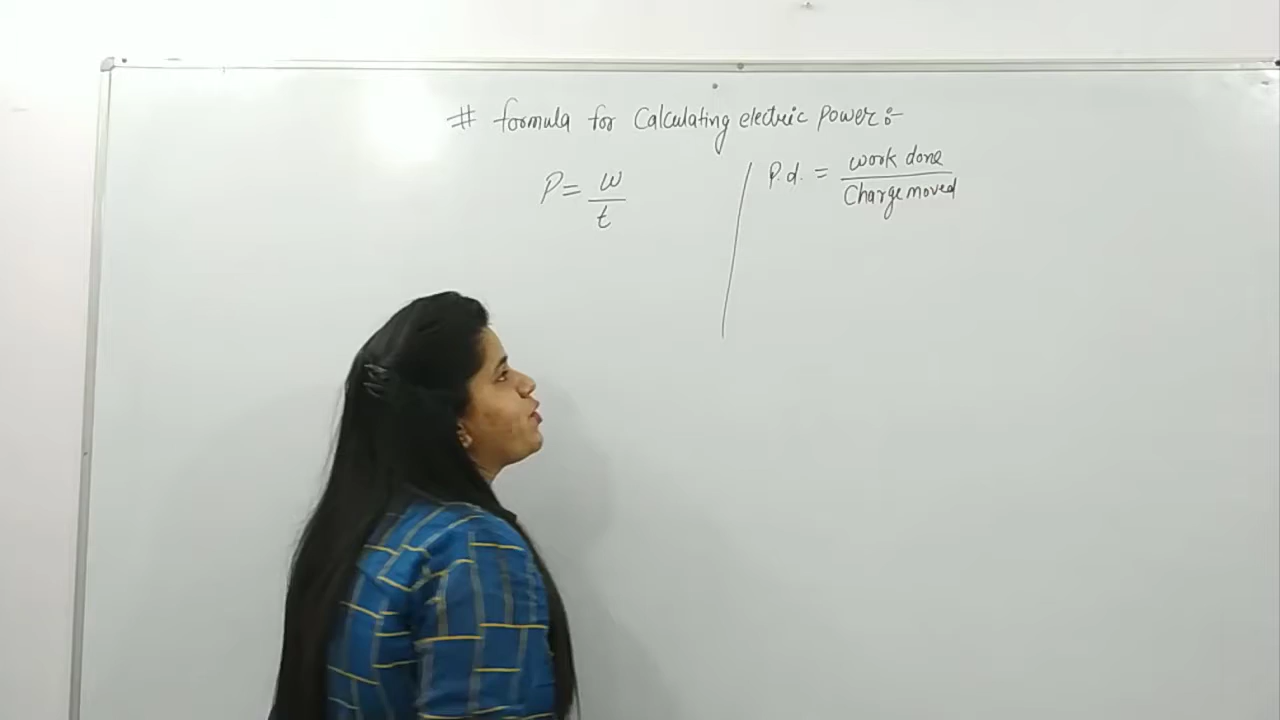 # formula for Calculating electric Power:-
P = w/t
P.d. = work done / Charge moved